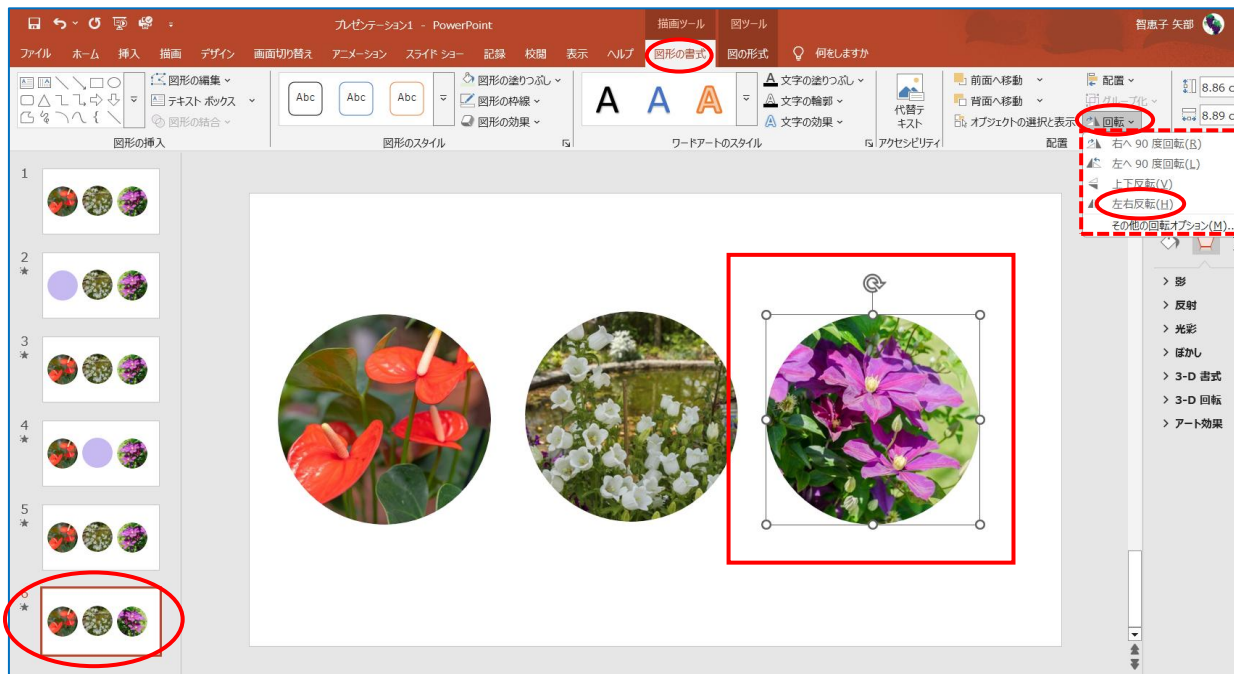 プレゼンテーション1 - PowerPoint
描画ツール
図ツール
智恵子 矢部
ファイル ホーム 挿入 描画 デザイン 画面切り替え アニメーション スライド ショー 記録 校閲 表示 ヘルプ 図形の書式 図の形式 何をしますか
図形の編集
テキスト ボックス
図形の結合
図形の挿入
Abc Abc Abc
図形の塗りつぶし
図形の枠線
図形の効果
図形のスタイル
A A A
文字の塗りつぶし
文字の輪郭
文字の効果
ワードアートのスタイル
代替テ
キスト
アクセシビリティ
前面へ移動
背面へ移動
オブジェクトの選択と表示
配置
グループ化
回転
配置
8.86 c
8.89 c
右へ 90 度回転(R)
左へ 90 度回転(L)
上下反転(V)
左右反転(H)
その他の回転オプション(M)...
1
2
3
4
5
6
影
反射
光彩
ぼかし
3-D 書式
3-D 回転
アート効果